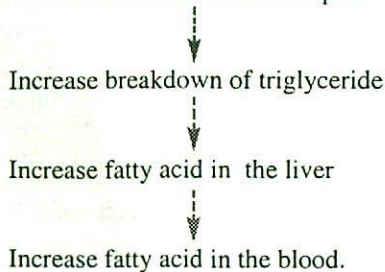 Increase breakdown of triglyceride
Increase fatty acid in the liver
Increase fatty acid in the blood.